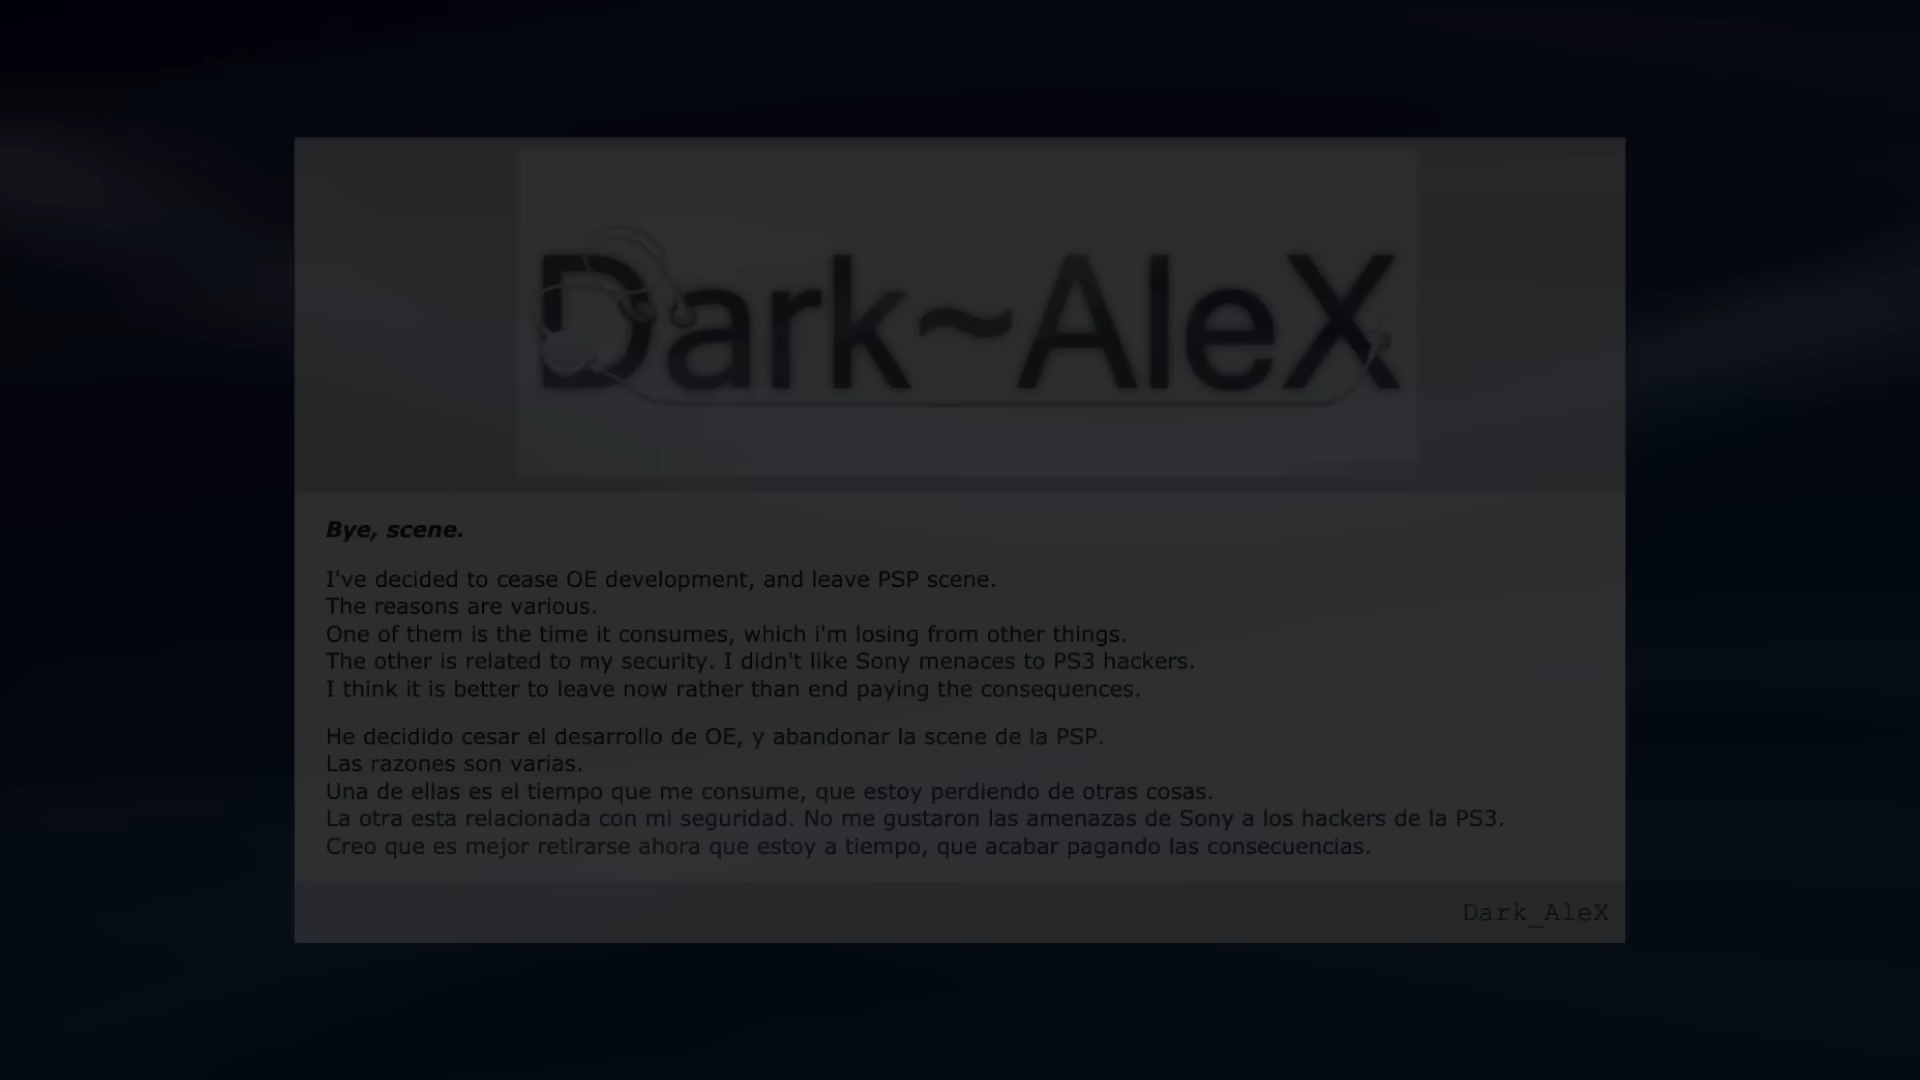 Dark~AleX
Bye, scene.
I've decided to cease OE development, and leave PSP scene.
The reasons are various.
One of them is the time it consumes, which i'm losing from other things.
The other is related to my security. I didn't like Sony menaces to PS3 hackers.
I think it is better to leave now rather than end paying the consequences.
He decidido cesar el desarrollo de OE, y abandonar la scene de la PSP.
Las razones son varias.
Una de ellas es el tiempo que me consume, que estoy perdiendo de otras cosas.
La otra esta relacionada con mi seguridad. No me gustaron las amenazas de Sony a los hackers de la PS3.
Creo que es mejor retirarse ahora que estoy a tiempo, que acabar pagando las consecuencias.
Dark_AleX